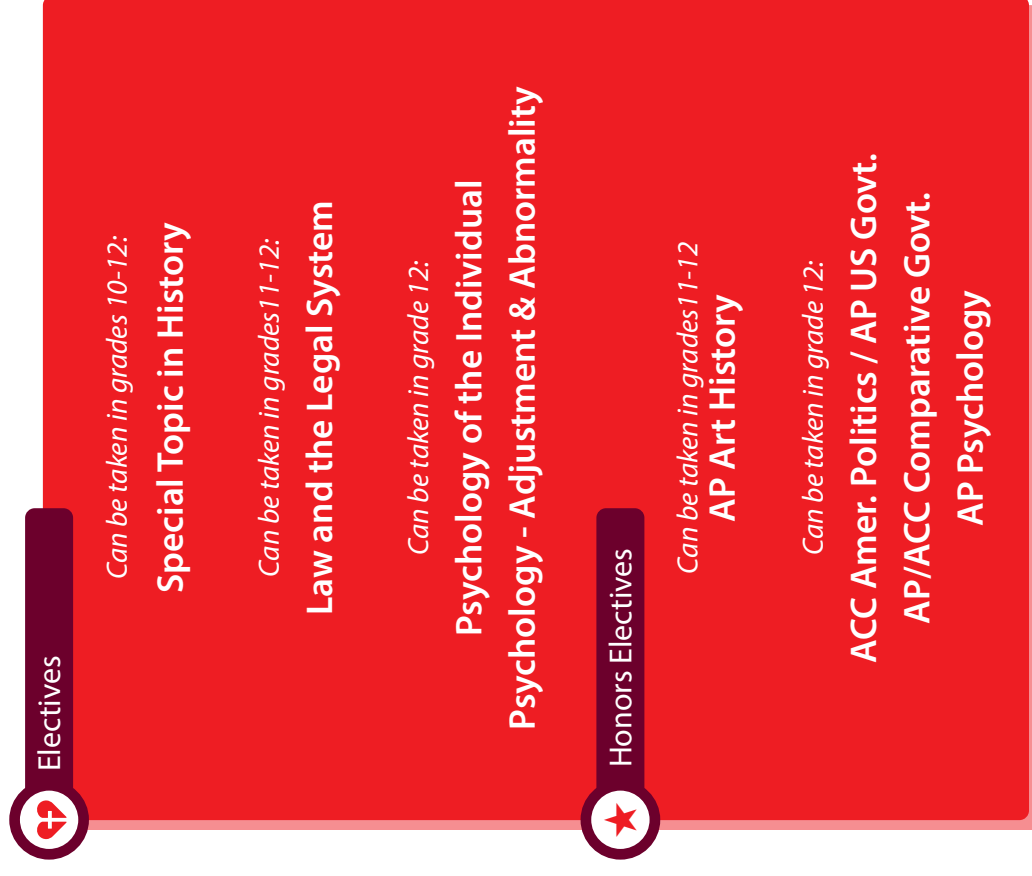 Electives
Can be taken in grades 10-12:
Special Topic in History
Can be taken in grades11-12:
Law and the Legal System
Can be taken in grade 12:
Psychology of the Individual
Psychology - Adjustment & Abnormality
Honors Electives
Can be taken in grades11-12
AP Art History
Can be taken in grade 12:
ACC Amer. Politics / AP US Govt.
AP/ACC Comparative Govt.
AP Psychology